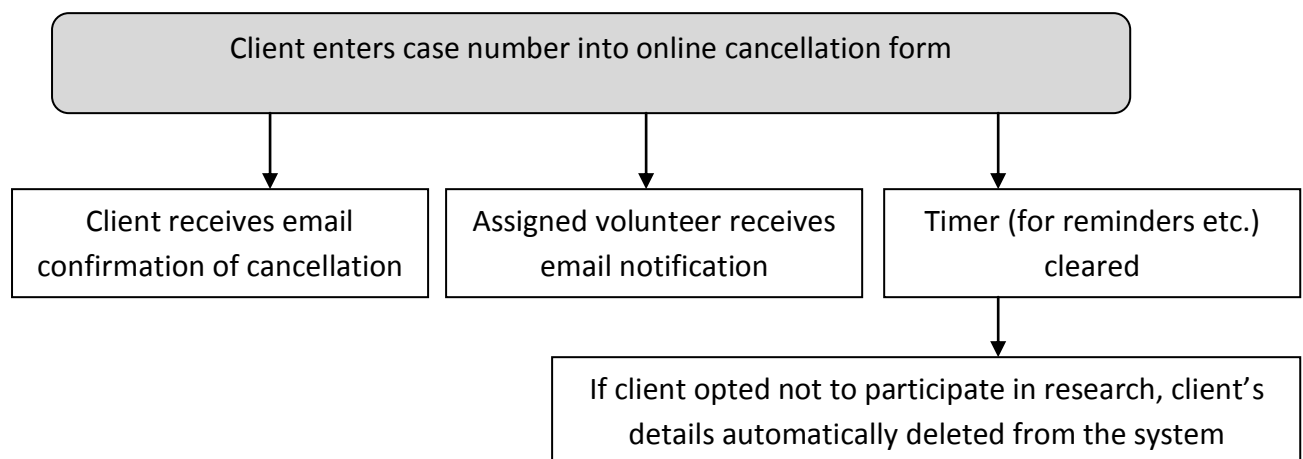 Client enters case number into online cancellation form
Client receives email
confirmation of cancellation
Assigned volunteer receives
email notification
Timer (for reminders etc.)
cleared
If client opted not to participate in research, client’s
details automatically deleted from the system